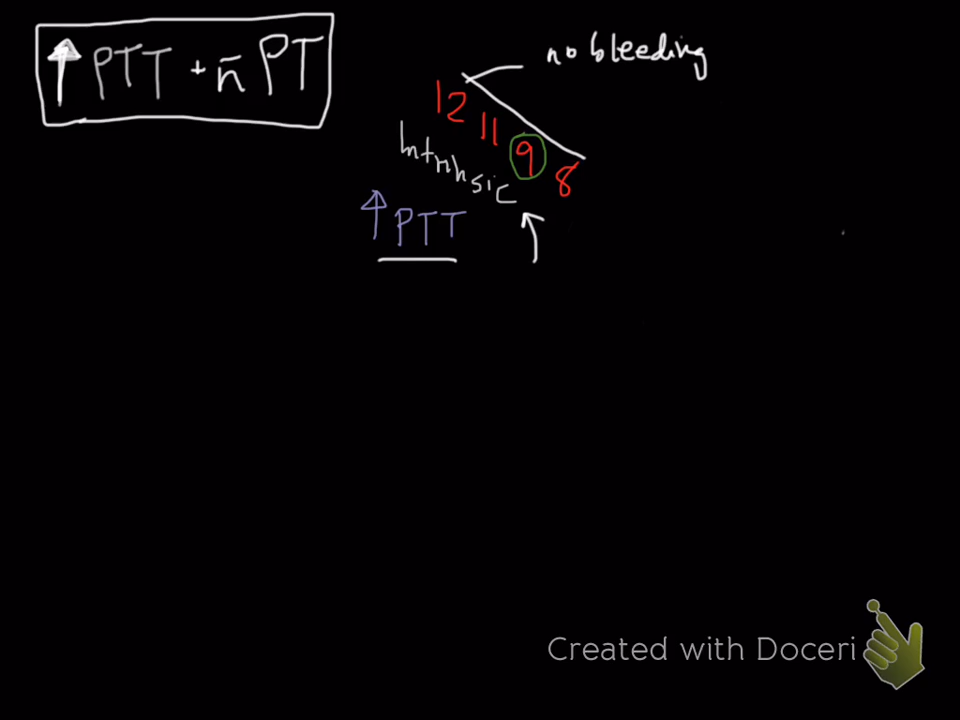 ↑ PTT + n̄ PT
no bleeding
12 11 9 8
Intrinsic
↑ PTT
Created with Doceri